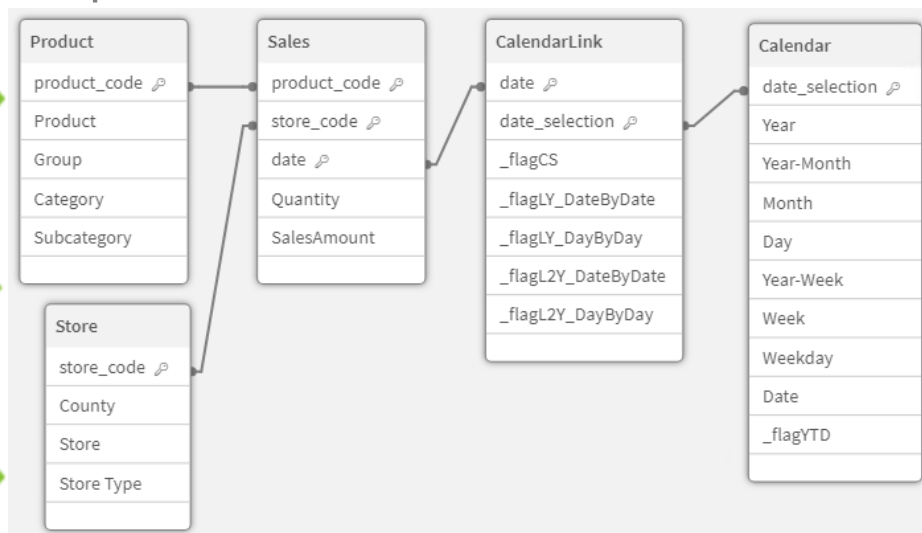 Product
product_code
Product
Group
Category
Subcategory
Sales
product_code
store_code
date
Quantity
SalesAmount
CalendarLink
date
date_selection
_flagCS
_flagLY_DateByDate
_flagLY_DayByDay
_flagL2Y_DateByDate
_flagL2Y_DayByDay
Calendar
date_selection
Year
Year-Month
Month
Day
Year-Week
Week
Weekday
Date
_flagYTD
Store
store_code
County
Store
Store Type